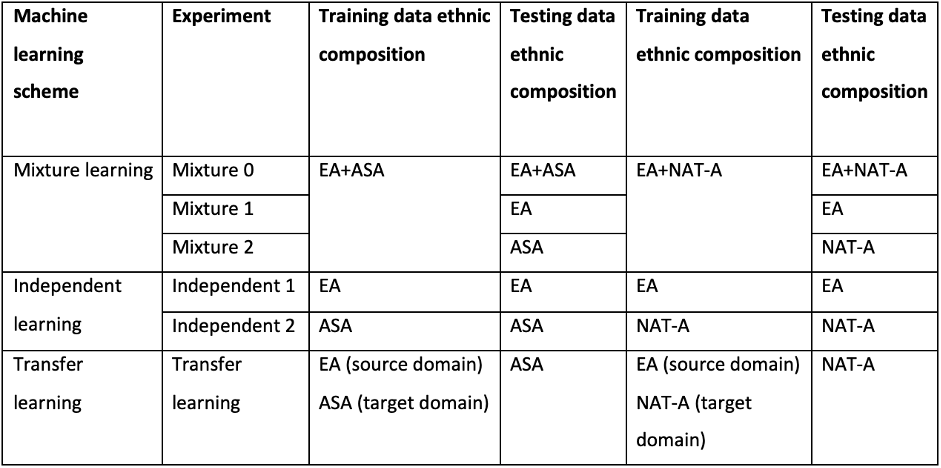 Machine learning scheme | Experiment | Training data ethnic composition | Testing data ethnic composition | Training data ethnic composition | Testing data ethnic composition
Mixture learning | Mixture 0 | EA+ASA | EA+ASA | EA+NAT-A | EA+NAT-A
Mixture 1 | EA | EA
Mixture 2 | ASA | NAT-A
Independent learning | Independent 1 | EA | EA | EA | EA
Independent 2 | ASA | ASA | NAT-A | NAT-A
Transfer learning | Transfer learning | EA (source domain) ASA (target domain) | ASA | EA (source domain) NAT-A (target domain) | NAT-A